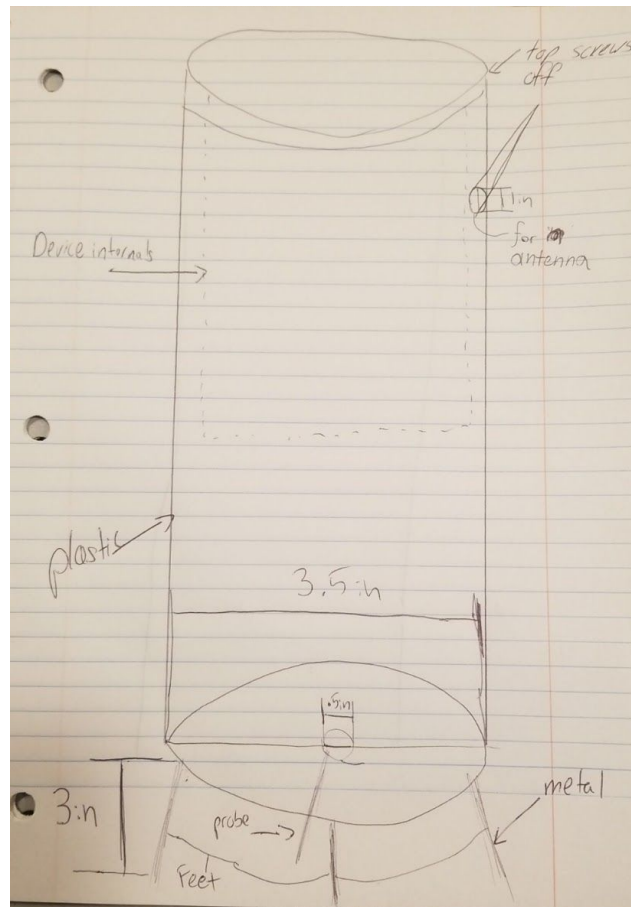 top screws
off
1in
for
antenna
Device internals
plastic
3.5in
.5in
3in
probe
Feet
metal